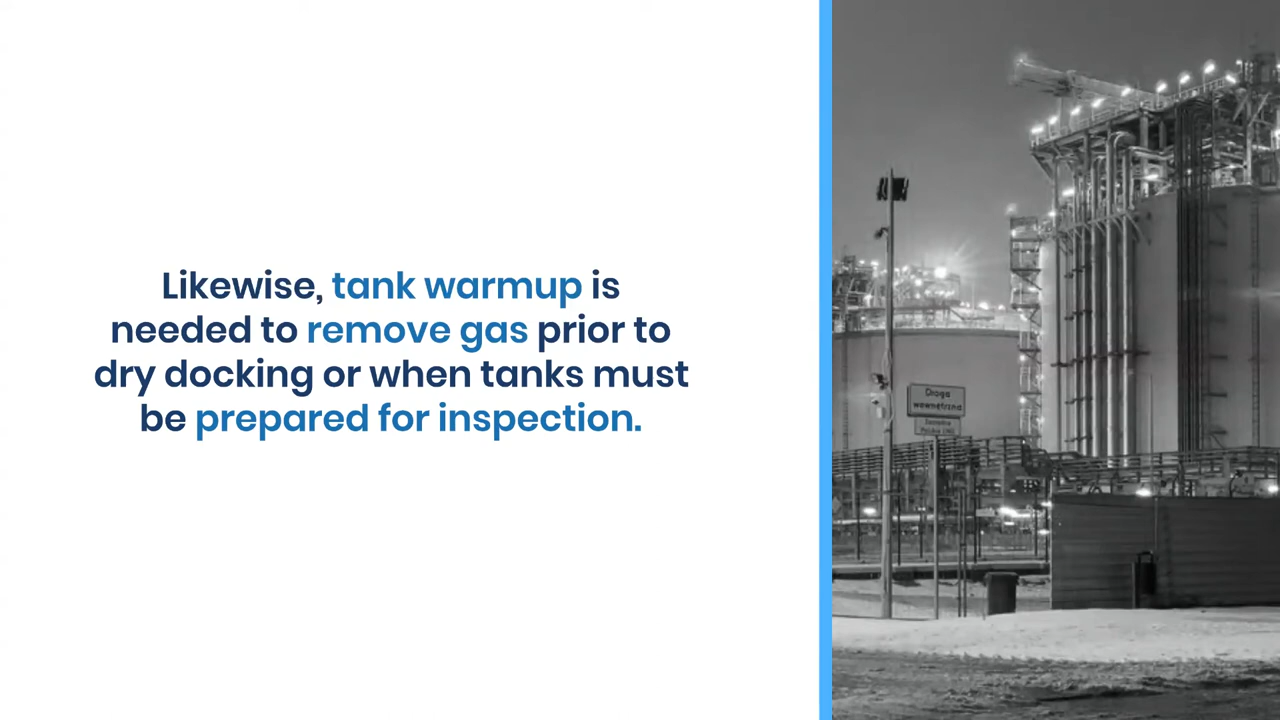 Likewise, tank warmup is
needed to remove gas prior to
dry docking or when tanks must
be prepared for inspection.
Droga
wewnętrzna